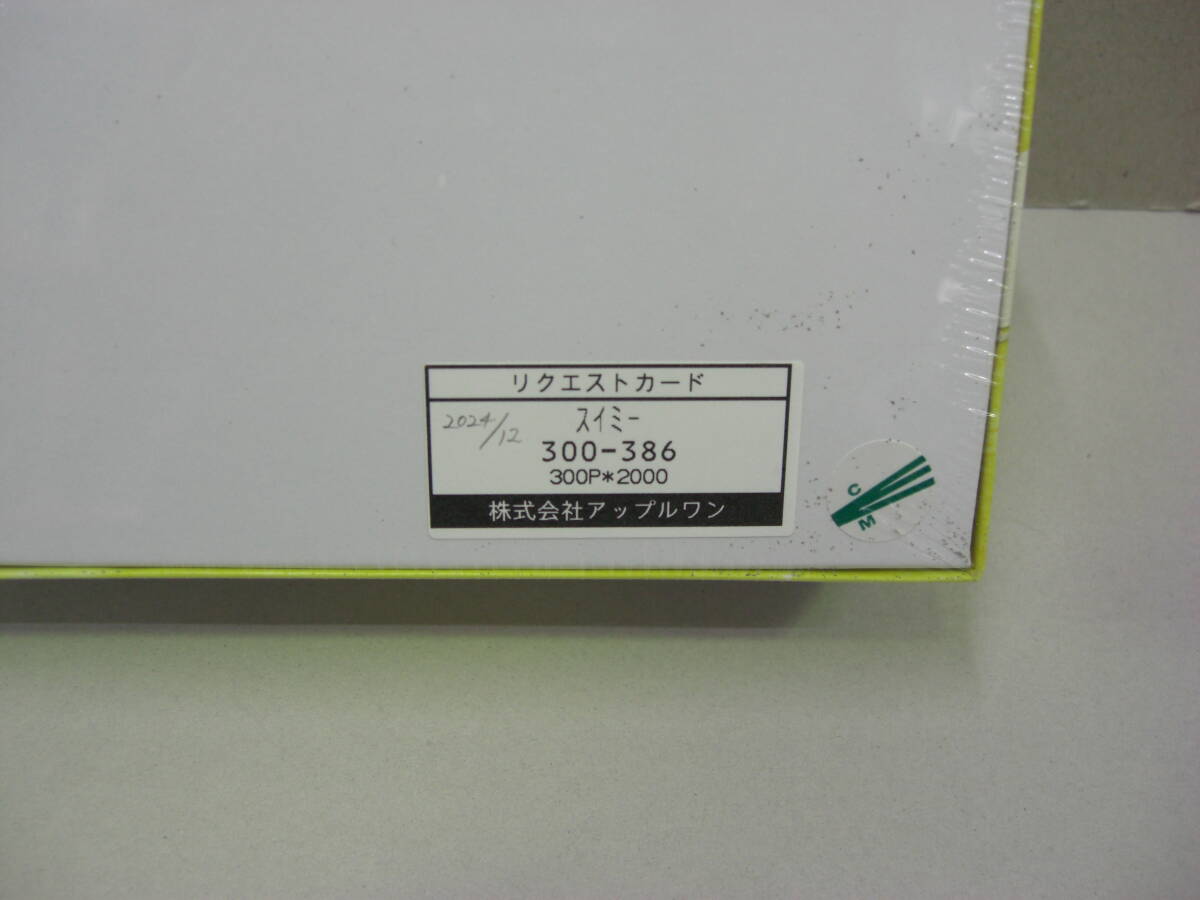 リクエストカード
2024/12
スイミー
300-386
300P*2000
株式会社アップルワン
C
M